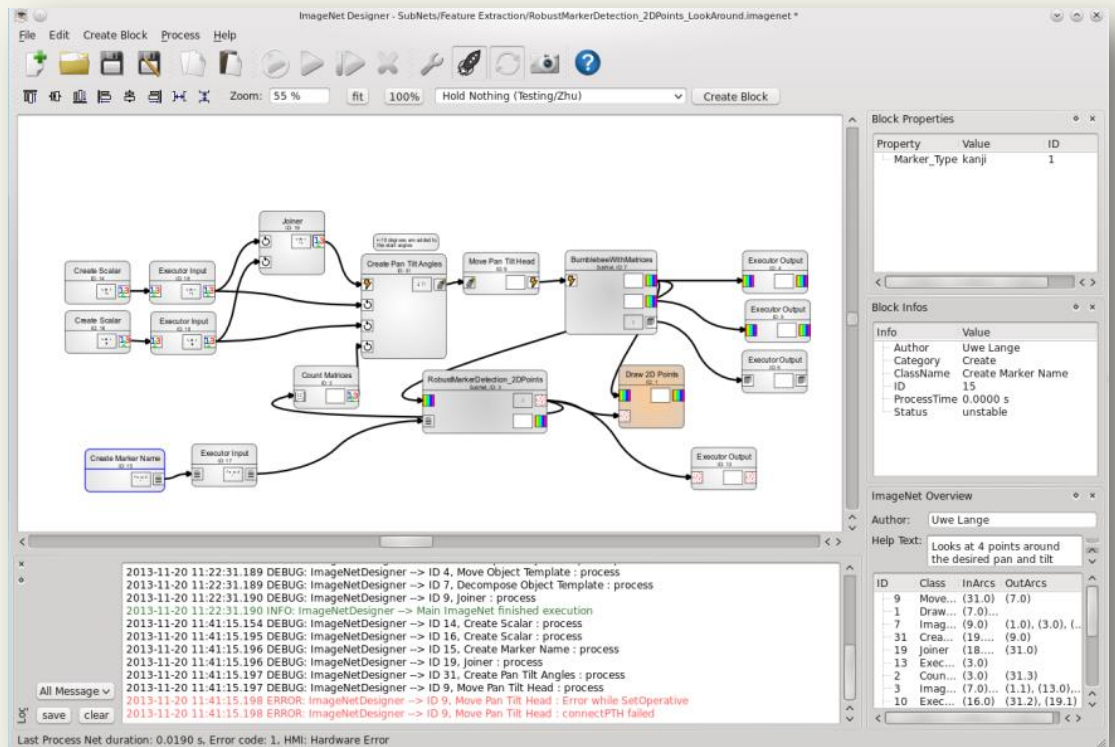 ImageNet Designer - SubNets/Feature Extraction/RobustMarkerDetection_2DPoints_LookAround.imagenet *
File Edit Create Block Process Help
Zoom: 55 % fit 100% Hold Nothing (Testing/Zhu) Create Block
Block Properties
Property Value ID
Marker_Type kanji 1
Joiner
ID: 19
Create Scalar
Executor Input
Create Pan Tilt Angles
Move Pan Tilt Head
BumblebeeWithMatrices
Executor Output
Create Scalar
Executor Input
Executor Output
Executor Output
Count Matrices
RobustMarkerDetection_2DPoints
Draw 2D Points
Create Marker Name
Executor Input
ID: 17
Executor Output
Block Infos
Info Value
Author Uwe Lange
Category Create
ClassName Create Marker Name
ID 15
ProcessTime 0.0000 s
Status unstable
ImageNet Overview
Author: Uwe Lange
Help Text: Looks at 4 points around
the desired pan and tilt
ID Class InArcs OutArcs
9 Move... (31.0) (7.0)
1 Draw... (7.0)...
7 Imag... (9.0) (1.0), (3.0), (..
31 Crea... (19.... (9.0)
19 Joiner (18.... (31.0)
13 Exec... (3.0)
2 Coun... (3.0) (31.3)
3 Imag... (7.0)... (1.1), (13.0),...
10 Exec... (16.0) (31.2), (19.1)
2013-11-20 11:22:31.189 DEBUG: ImageNetDesigner --> ID 4, Move Object Template : process
2013-11-20 11:22:31.189 DEBUG: ImageNetDesigner --> ID 7, Decompose Object Template : process
2013-11-20 11:22:31.190 DEBUG: ImageNetDesigner --> ID 9, Joiner : process
2013-11-20 11:22:31.190 INFO: ImageNetDesigner --> Main ImageNet finished execution
2013-11-20 11:41:15.154 DEBUG: ImageNetDesigner --> ID 14, Create Scalar : process
2013-11-20 11:41:15.195 DEBUG: ImageNetDesigner --> ID 16, Create Scalar : process
2013-11-20 11:41:15.196 DEBUG: ImageNetDesigner --> ID 15, Create Marker Name : process
2013-11-20 11:41:15.196 DEBUG: ImageNetDesigner --> ID 19, Joiner : process
2013-11-20 11:41:15.197 DEBUG: ImageNetDesigner --> ID 31, Create Pan Tilt Angles : process
2013-11-20 11:41:15.197 DEBUG: ImageNetDesigner --> ID 9, Move Pan Tilt Head : process
2013-11-20 11:41:15.198 ERROR: ImageNetDesigner --> ID 9, Move Pan Tilt Head : Error while SetOperative
2013-11-20 11:41:15.198 ERROR: ImageNetDesigner --> ID 9, Move Pan Tilt Head : connectPTH failed
All Message
Log
save clear
Last Process Net duration: 0.0190 s, Error code: 1, HMI: Hardware Error